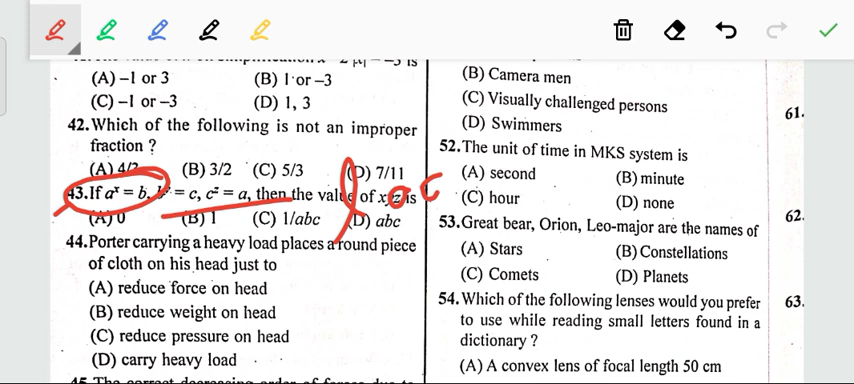 (A) –1 or 3 (B) 1 or –3
(C) –1 or –3 (D) 1, 3
42. Which of the following is not an improper
fraction ?
(A) 4/3 (B) 3/2 (C) 5/3 (D) 7/11
43. If aˣ = b, = c, cᶻ = a, then the value of xyz is
(A) 0 (B) 1 (C) 1/abc (D) abc
44. Porter carrying a heavy load places a round piece
of cloth on his head just to
(A) reduce force on head
(B) reduce weight on head
(C) reduce pressure on head
(D) carry heavy load
(B) Camera men
(C) Visually challenged persons
(D) Swimmers
52. The unit of time in MKS system is
(A) second (B) minute
(C) hour (D) none
53. Great bear, Orion, Leo-major are the names of
(A) Stars (B) Constellations
(C) Comets (D) Planets
54. Which of the following lenses would you prefer
to use while reading small letters found in a
dictionary ?
(A) A convex lens of focal length 50 cm
61.
62.
63.